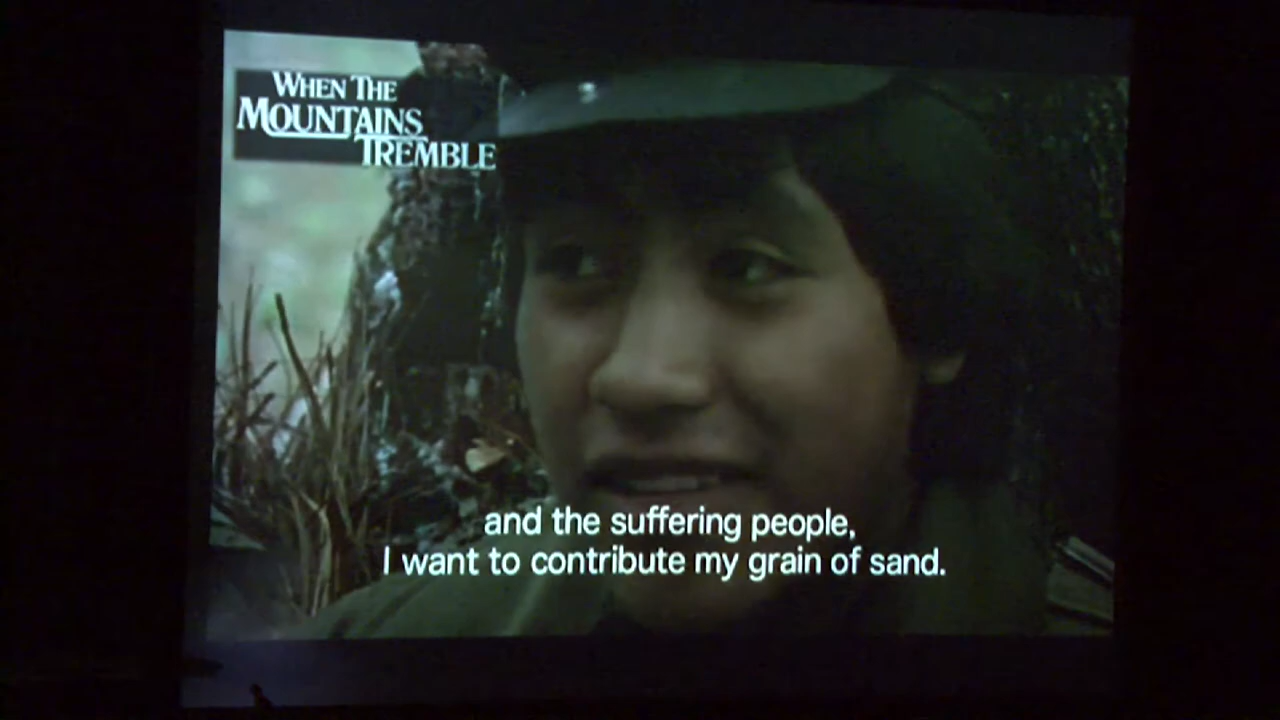 WHEN THE
MOUNTAINS
TREMBLE
and the suffering people,
I want to contribute my grain of sand.